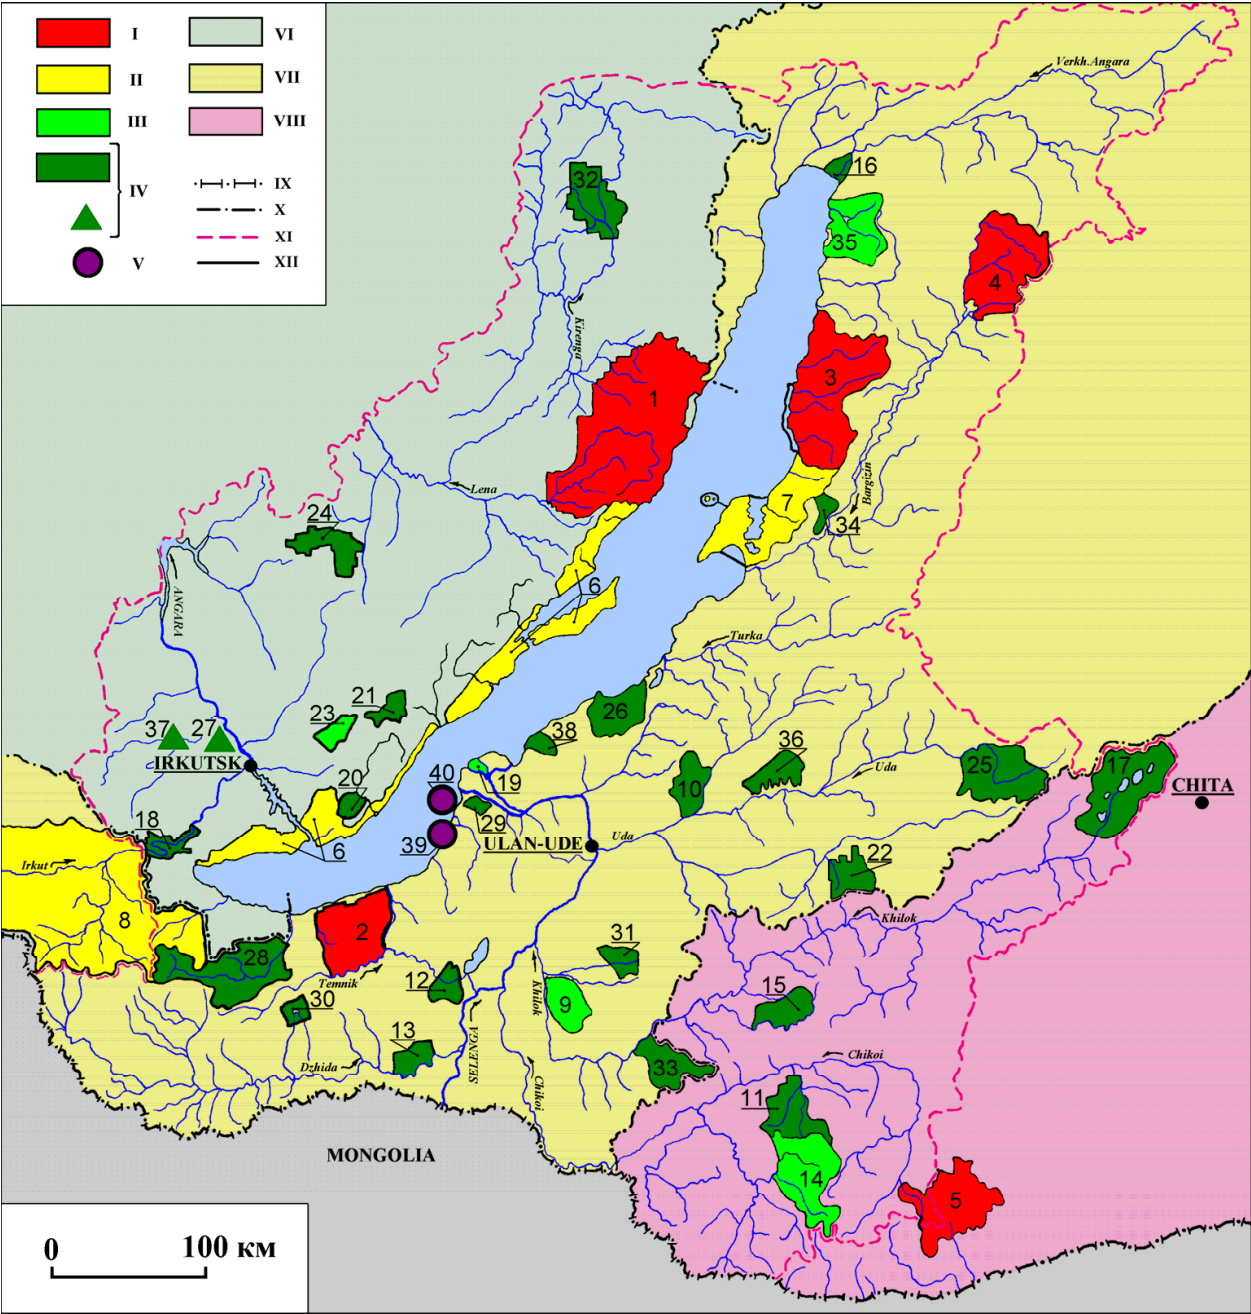 I VI
II VII
III VIII
IV IX
X
XI
V XII
Verkh.Angara
16
32
35
4
Kirenga
3
1
Bargizin
Lena
7
24
34
6
ANGARA
Turka
21
26
23
37 27
38
36
IRKUTSK
40
19
Uda
25
17
20
10
CHITA
18
29
39
ULAN-UDE
Uda
6
Irkut
22
8
2
Khilok
28
31
Temnik
12
Khilok
15
30
9
13
SELENGA
Dzhida
Chikoi
33
Chikoi
11
MONGOLIA
14
5
0 100 км